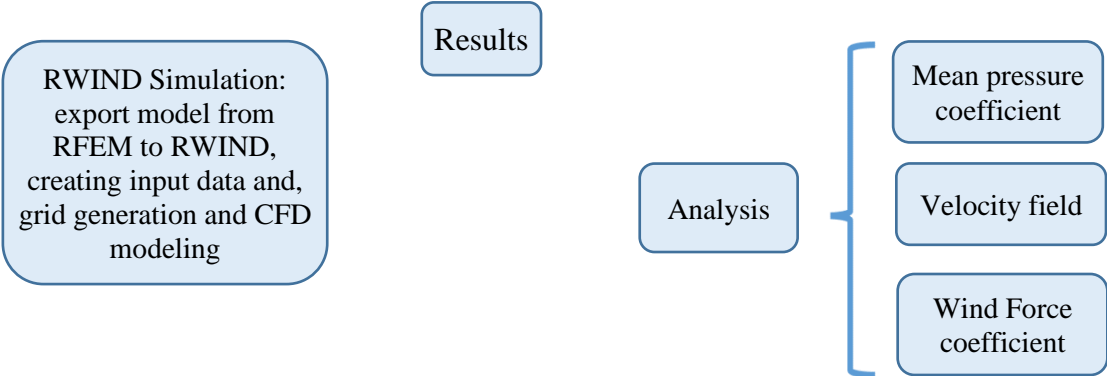 RWIND Simulation:
export model from
RFEM to RWIND,
creating input data and,
grid generation and CFD
modeling
Results
Analysis
Mean pressure
coefficient
Velocity field
Wind Force
coefficient